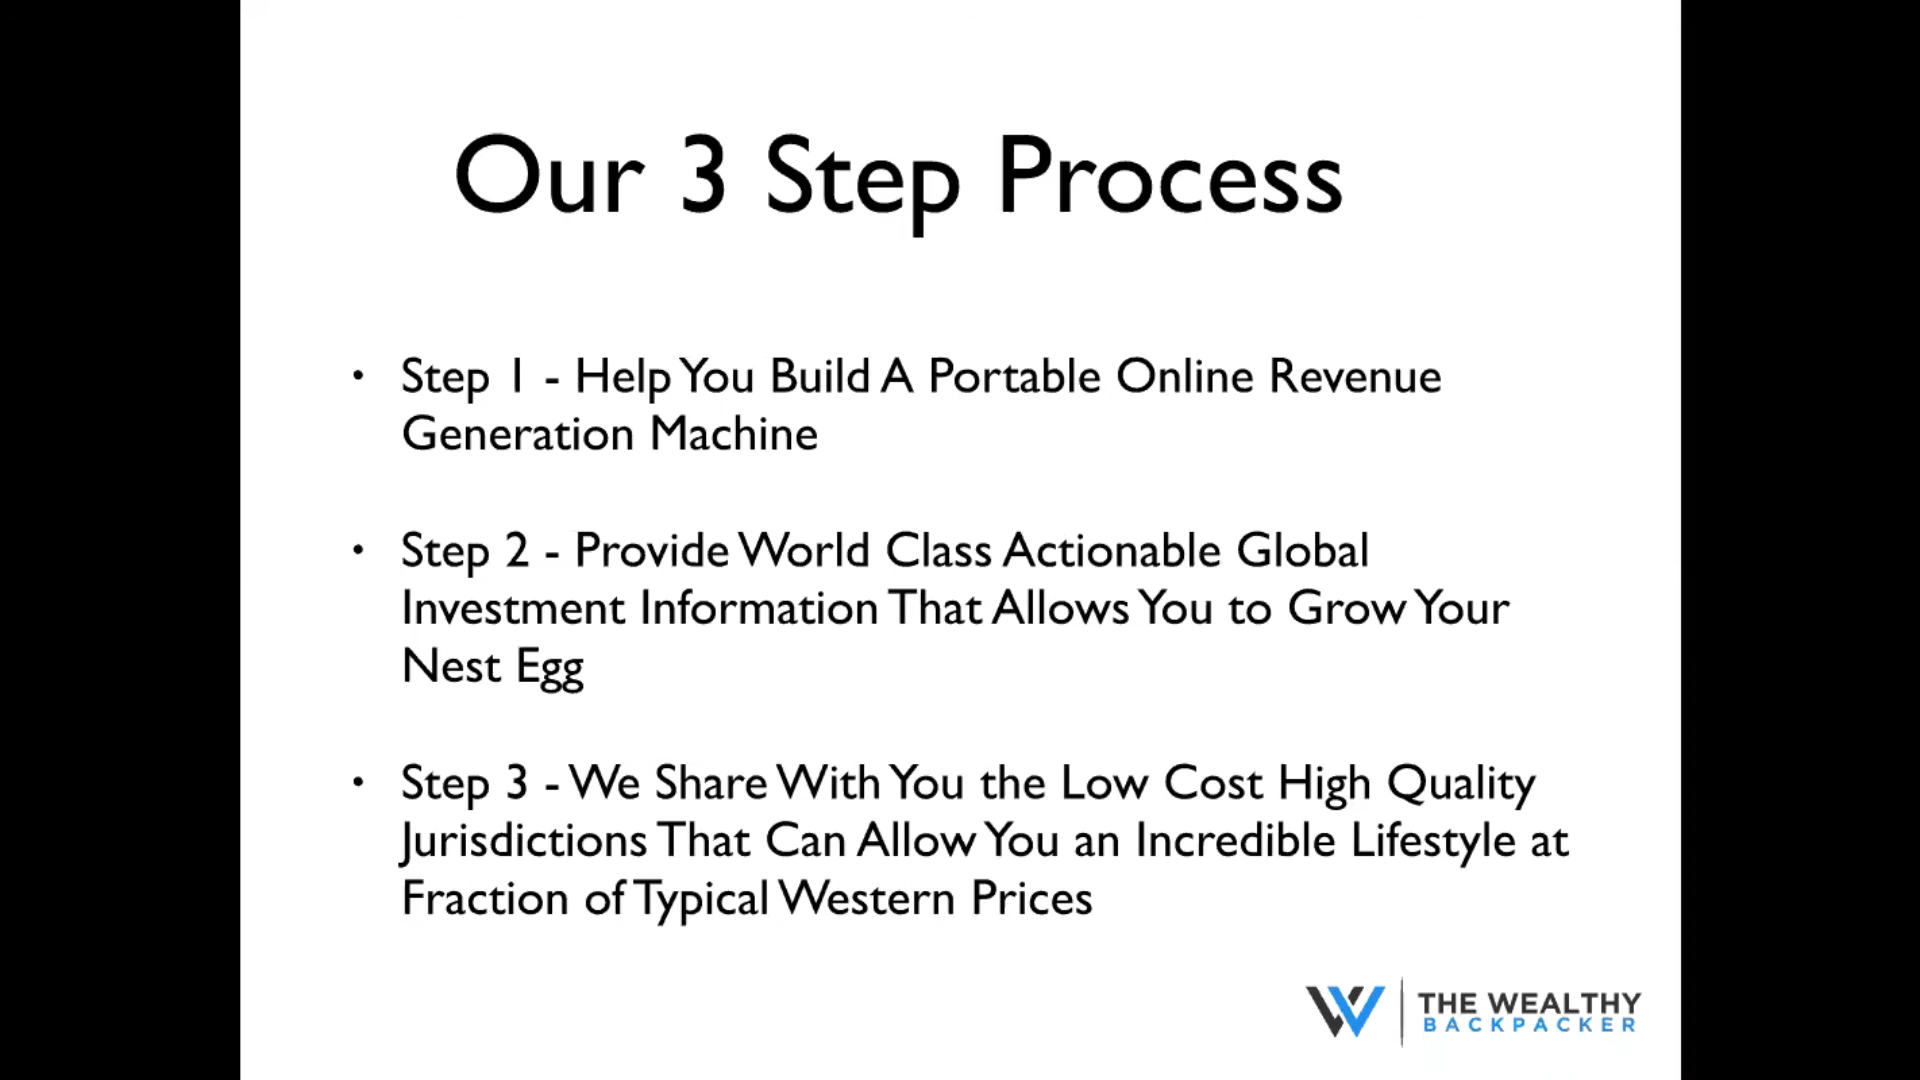 Our 3 Step Process
• Step 1 - Help You Build A Portable Online Revenue
Generation Machine
• Step 2 - Provide World Class Actionable Global
Investment Information That Allows You to Grow Your
Nest Egg
• Step 3 - We Share With You the Low Cost High Quality
Jurisdictions That Can Allow You an Incredible Lifestyle at
Fraction of Typical Western Prices
THE WEALTHY
BACKPACKER